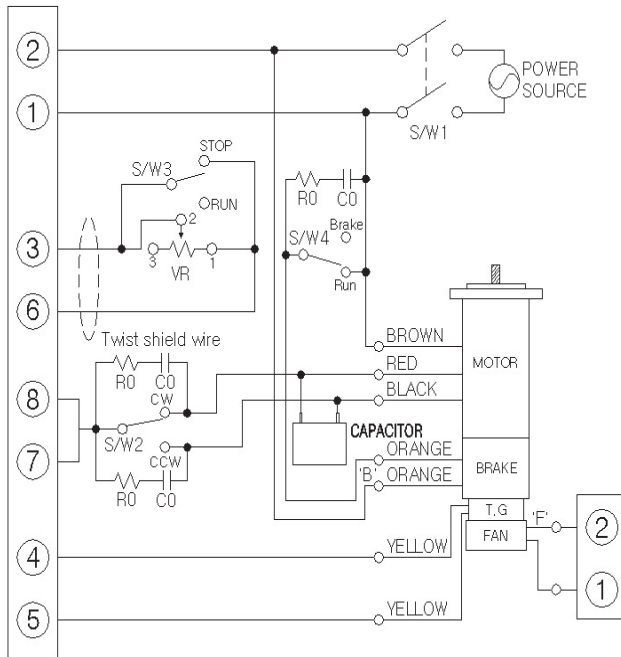 2
POWER
SOURCE
1
S/W1
STOP
S/W3
R0
C0
RUN
2
Brake
S/W4
3
3
1
VR
Run
6
BROWN
MOTOR
Twist shield wire
RED
R0
C0
CW
BLACK
8
S/W2
CAPACITOR
CCW
ORANGE
7
BRAKE
'B'
ORANGE
R0
C0
T.G
'F'
2
FAN
4
YELLOW
1
5
YELLOW